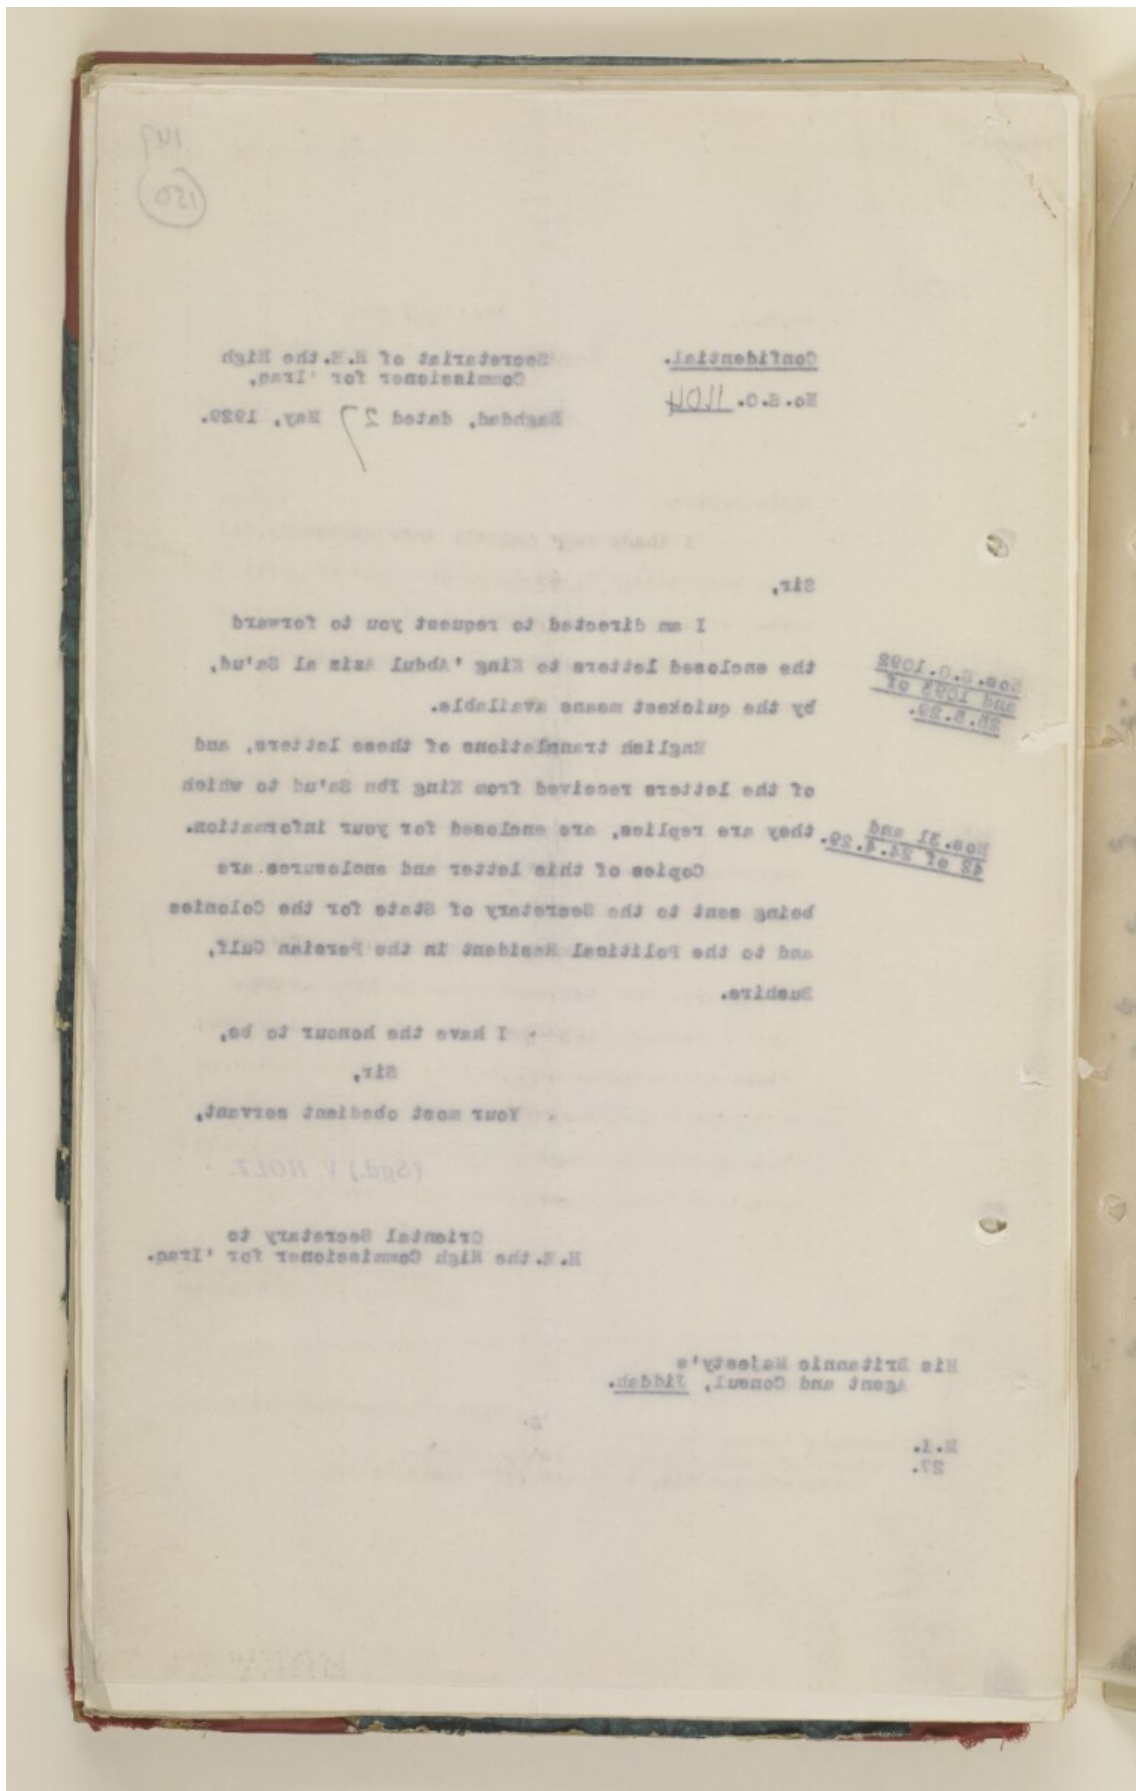 147
150
Confidential.
No.S.O. 1104
Secretariat of H.E.the High
Commissioner for 'Iraq,
Baghdad, dated 27 May, 1929.
Sir,
I am directed to request you to forward
the enclosed letters to King 'Abdul Aziz al Sa'ud,
by the quickest means available.
Nos.S.O.1092
and 1093 of
25.5.29.
English translations of these letters, and
of the letters received from King Ibn Sa'ud to which
they are replies, are enclosed for your information.
Nos.31 and
42 of 24.4.29.
Copies of this letter and enclosures are
being sent to the Secretary of State for the Colonies
and to the Political Resident in the Persian Gulf,
Bushire.
I have the honour to be,
Sir,
Your most obedient servant,
(Sgd.) V. HOLT.
Oriental Secretary to
H.E.the High Commissioner for 'Iraq.
His Britannic Majesty's
Agent and Consul, Jiddah.
27.